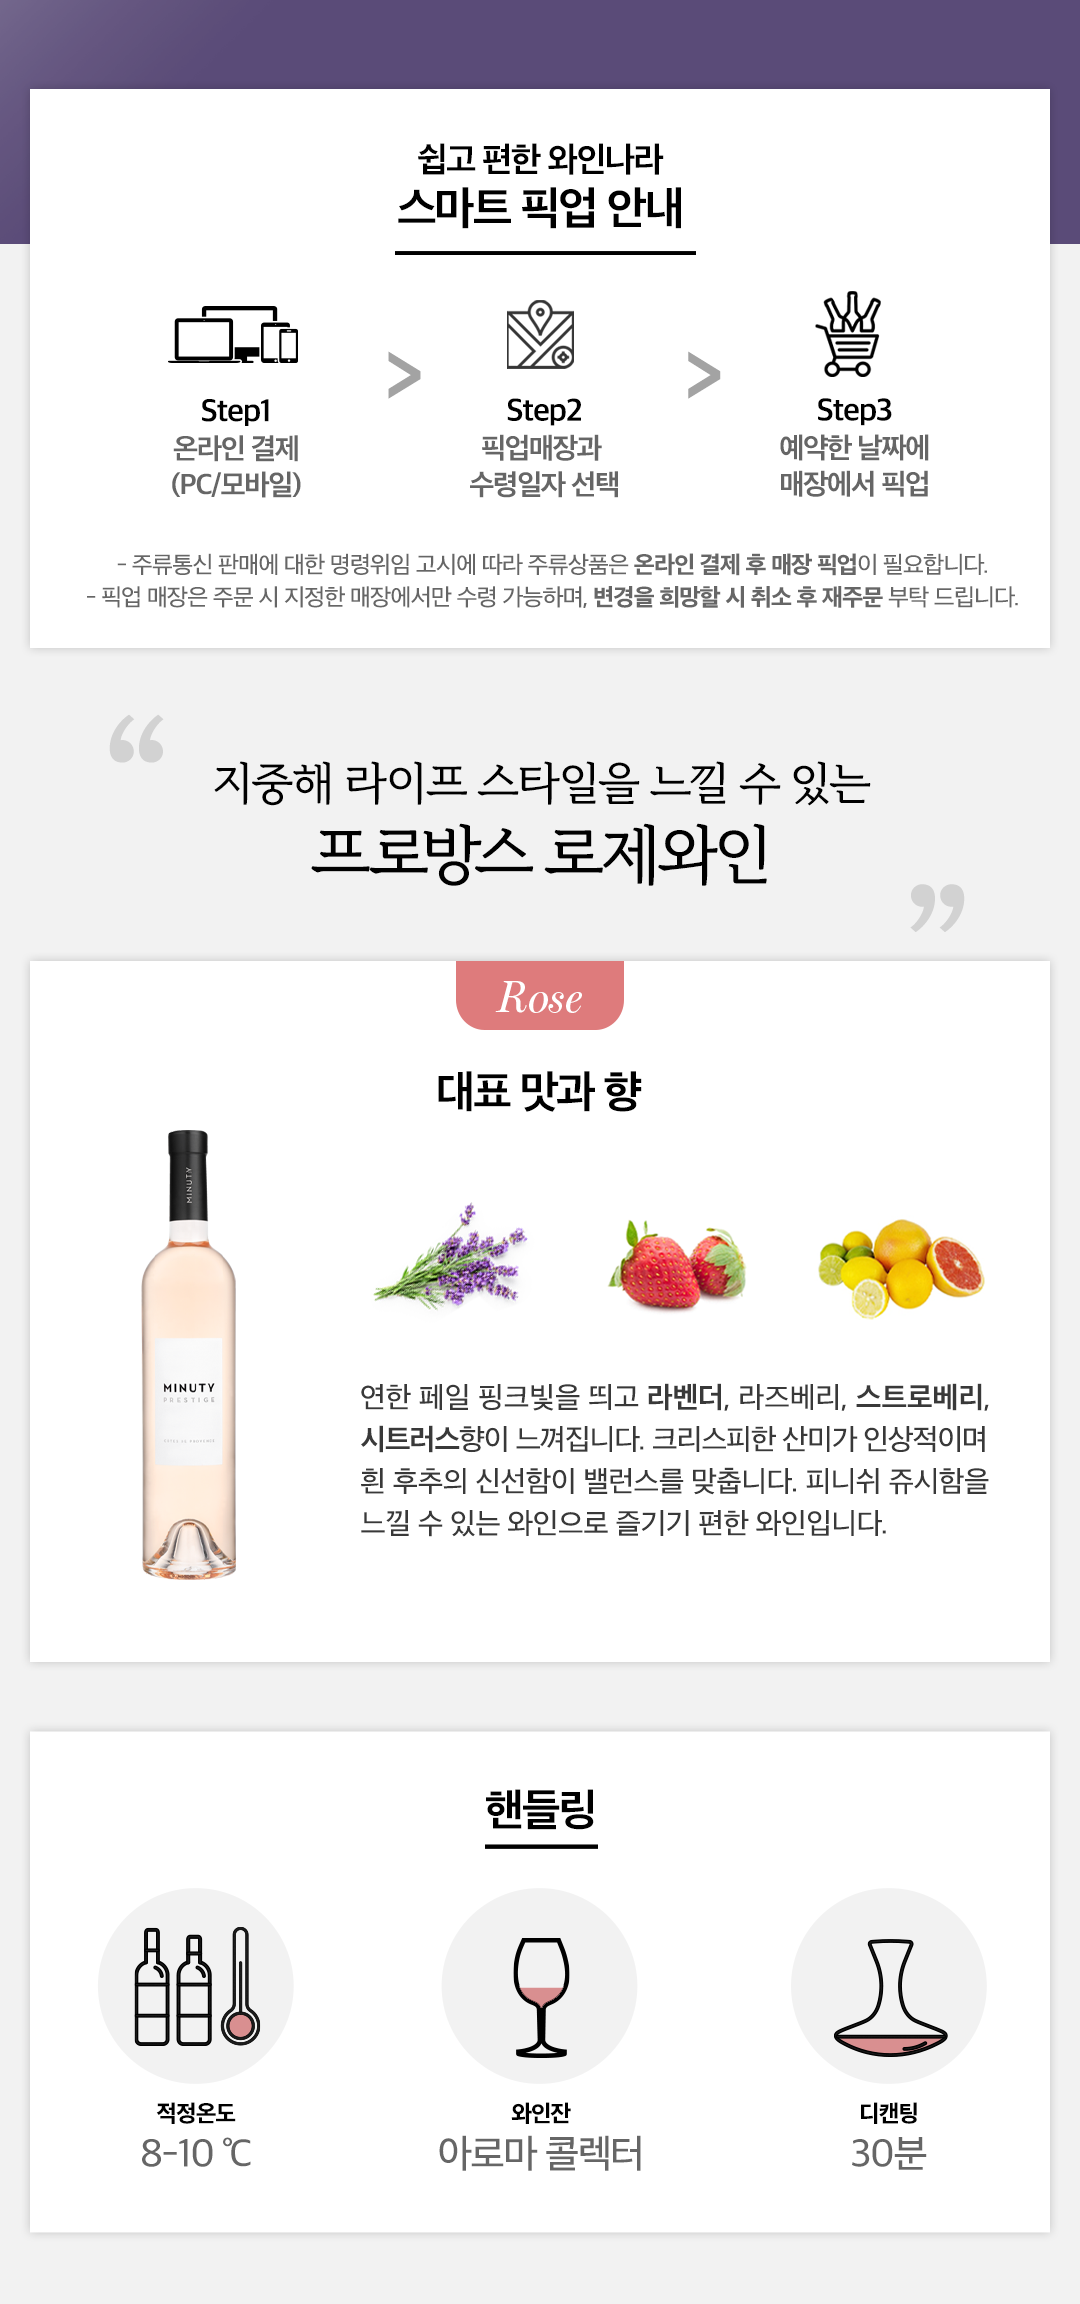 쉽고 편한 와인나라
스마트 픽업 안내
Step1
온라인 결제
(PC/모바일)
>
Step2
픽업매장과
수령일자 선택
>
Step3
예약한 날짜에
매장에서 픽업
- 주류통신 판매에 대한 명령위임 고시에 따라 주류상품은 온라인 결제 후 매장 픽업이 필요합니다.
- 픽업 매장은 주문 시 지정한 매장에서만 수령 가능하며, 변경을 희망할 시 취소 후 재주문 부탁 드립니다.
“
지중해 라이프 스타일을 느낄 수 있는
프로방스 로제와인
”
Rose
대표 맛과 향
MINUTY
MINUTY
PRESTIGE
CÔTES DE PROVENCE
연한 페일 핑크빛을 띄고 라벤더, 라즈베리, 스트로베리,
시트러스향이 느껴집니다. 크리스피한 산미가 인상적이며
흰 후추의 신선함이 밸런스를 맞춥니다. 피니쉬 쥬시함을
느낄 수 있는 와인으로 즐기기 편한 와인입니다.
핸들링
적정온도
8-10 ℃
와인잔
아로마 콜렉터
디캔팅
30분